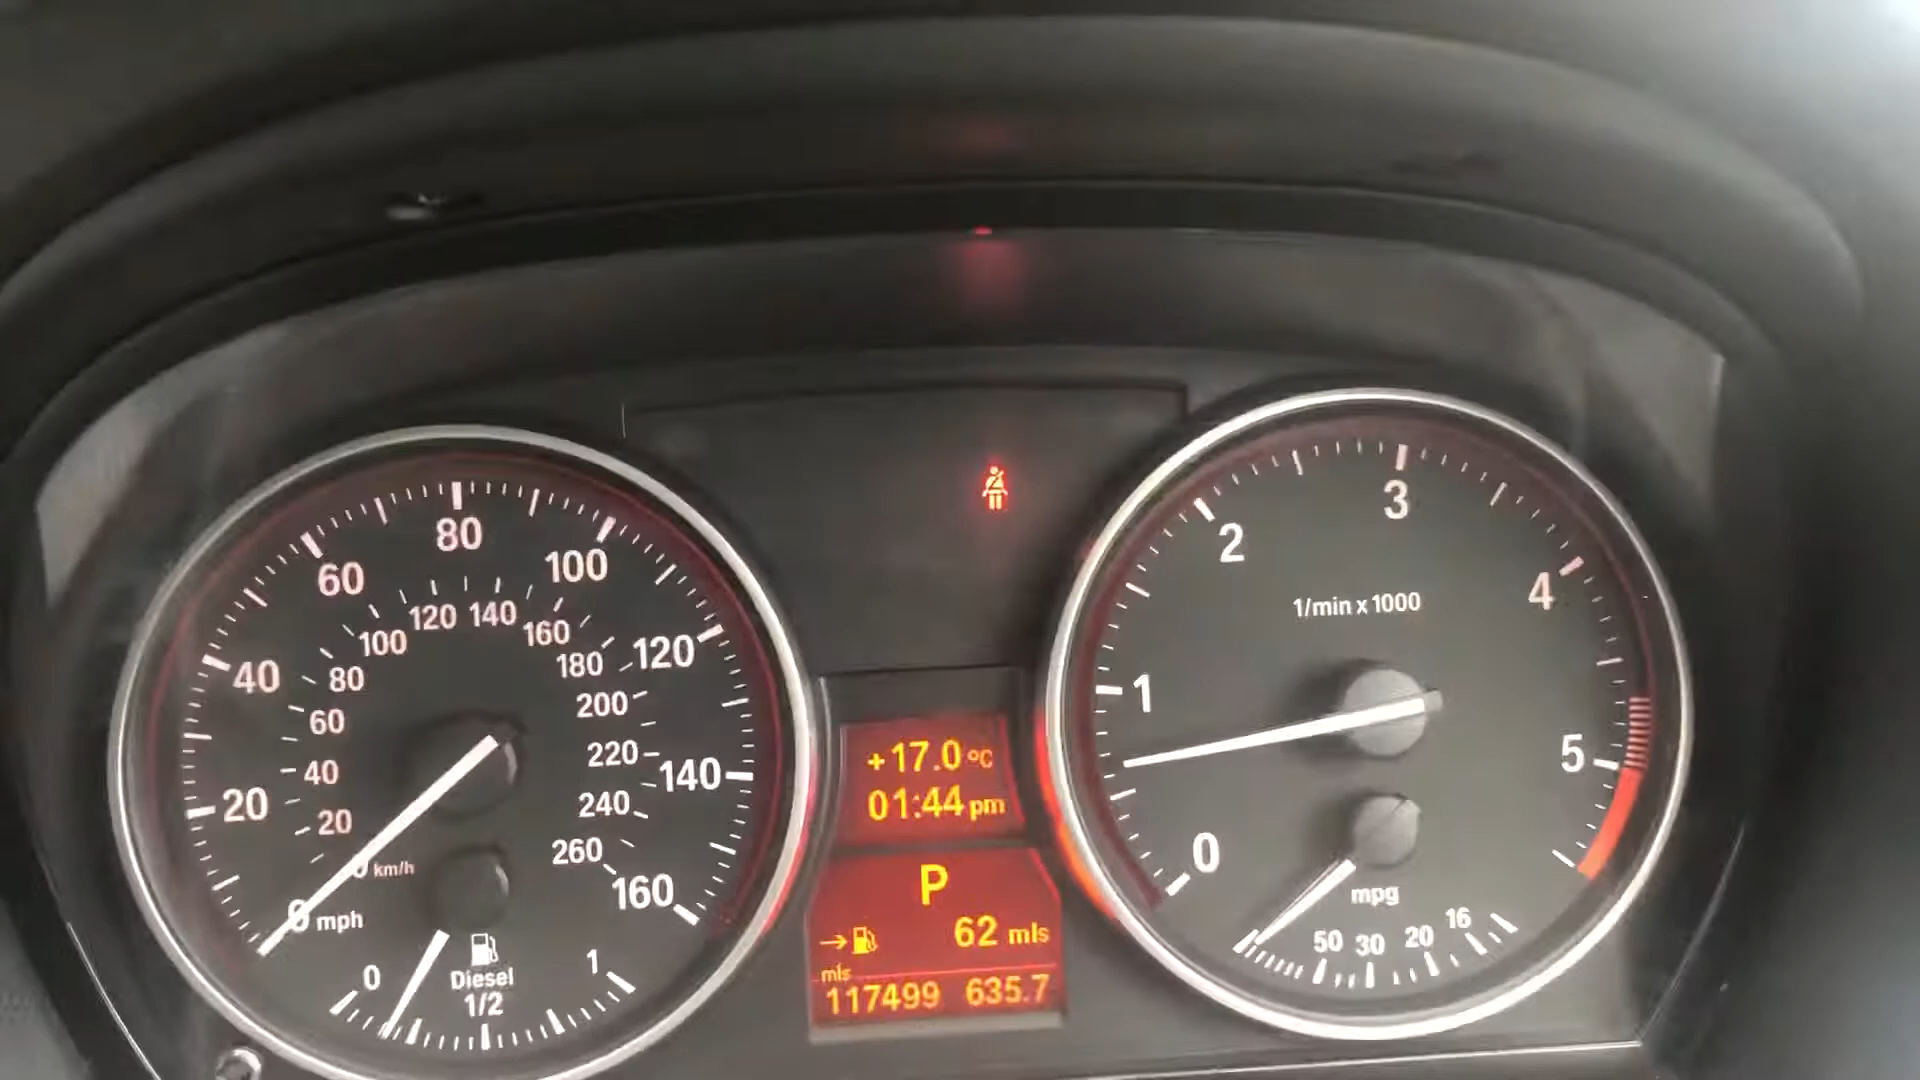 20 40 60 80 100 120 140 160
20 40 60 80 100 120 140 160 180 200 220 240 260
0 km/h
0 mph
0 1/2 1
Diesel
+17.0 °C
01:44 pm
P
62 mls
mls
117499 635.7
0 1 2 3 4 5
1/min x 1000
mpg
50 30 20 16